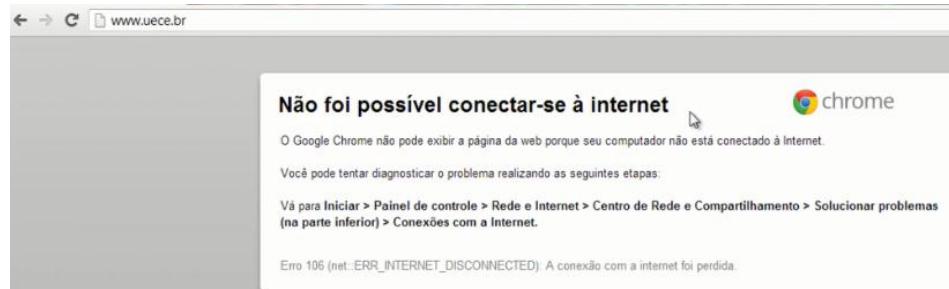 www.uece.br
Não foi possível conectar-se à internet
chrome
O Google Chrome não pode exibir a página da web porque seu computador não está conectado à Internet.
Você pode tentar diagnosticar o problema realizando as seguintes etapas:
Vá para Iniciar > Painel de controle > Rede e Internet > Centro de Rede e Compartilhamento > Solucionar problemas
(na parte inferior) > Conexões com a Internet.
Erro 106 (net::ERR_INTERNET_DISCONNECTED): A conexão com a internet foi perdida.